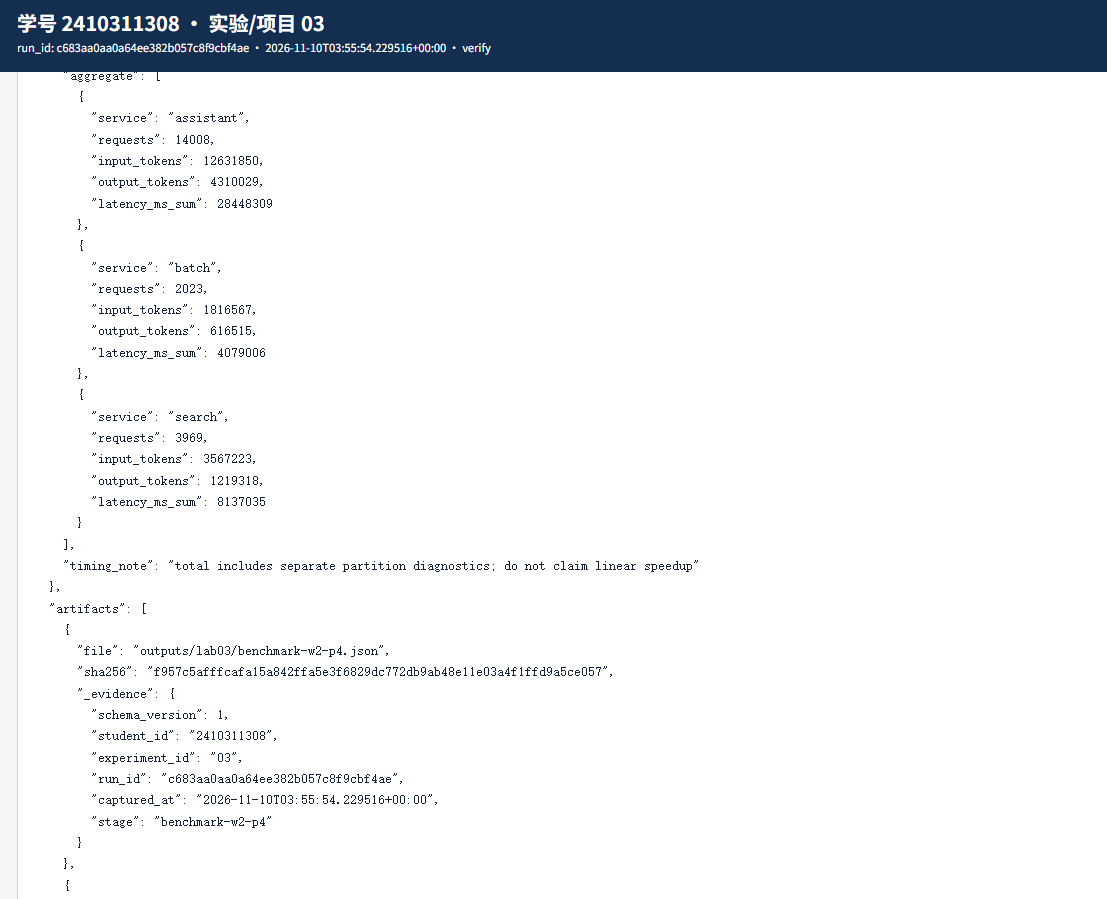 学号 2410311308 • 实验/项目 03
run_id: c683aa0aa0a64ee382b057c8f9cbf4ae • 2026-11-10T03:55:54.229516+00:00 • verify
"aggregate": [
{
"service": "assistant",
"requests": 14008,
"input_tokens": 12631850,
"output_tokens": 4310029,
"latency_ms_sum": 28448309
},
{
"service": "batch",
"requests": 2023,
"input_tokens": 1816567,
"output_tokens": 616515,
"latency_ms_sum": 4079006
},
{
"service": "search",
"requests": 3969,
"input_tokens": 3567223,
"output_tokens": 1219318,
"latency_ms_sum": 8137035
}
],
"timing_note": "total includes separate partition diagnostics; do not claim linear speedup"
},
"artifacts": [
{
"file": "outputs/lab03/benchmark-w2-p4.json",
"sha256": "f957c5afffcafa15a842ffa5e3f6829dc772db9ab48e11e03a4f1ffd9a5ce057",
"_evidence": {
"schema_version": 1,
"student_id": "2410311308",
"experiment_id": "03",
"run_id": "c683aa0aa0a64ee382b057c8f9cbf4ae",
"captured_at": "2026-11-10T03:55:54.229516+00:00",
"stage": "benchmark-w2-p4"
}
},
{